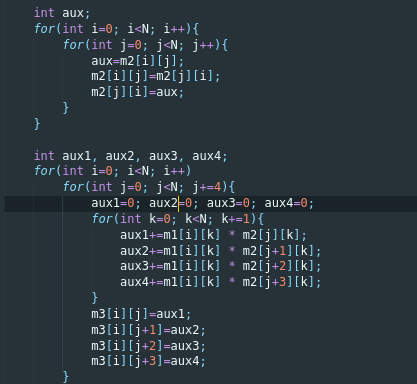 int aux;
for(int i=0; i<N; i++){
for(int j=0; j<N; j++){
aux=m2[i][j];
m2[i][j]=m2[j][i];
m2[j][i]=aux;
}
}
int aux1, aux2, aux3, aux4;
for(int i=0; i<N; i++)
for(int j=0; j<N; j+=4){
aux1=0; aux2=0; aux3=0; aux4=0;
for(int k=0; k<N; k+=1){
aux1+=m1[i][k] * m2[j][k];
aux2+=m1[i][k] * m2[j+1][k];
aux3+=m1[i][k] * m2[j+2][k];
aux4+=m1[i][k] * m2[j+3][k];
}
m3[i][j]=aux1;
m3[i][j+1]=aux2;
m3[i][j+2]=aux3;
m3[i][j+3]=aux4;
}